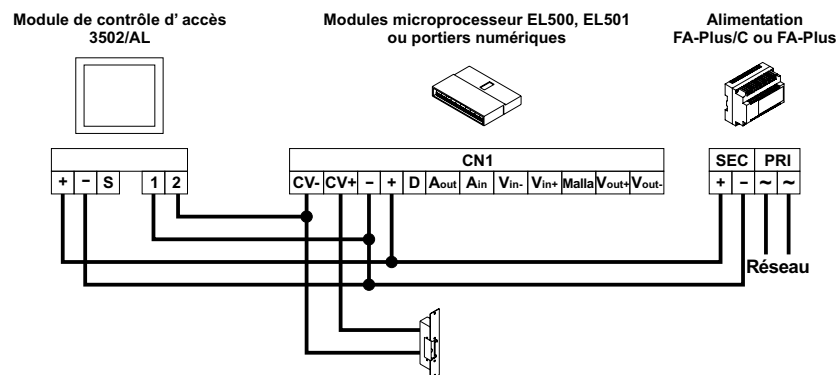 Module de contrôle d' accès
3502/AL
Modules microprocesseur EL500, EL501
ou portiers numériques
Alimentation
FA-Plus/C ou FA-Plus
+ − S 1 2
CN1
CV- CV+ − + D Aout Ain Vin- Vin+ Malla Vout+ Vout-
SEC PRI
+ − ~ ~
Réseau